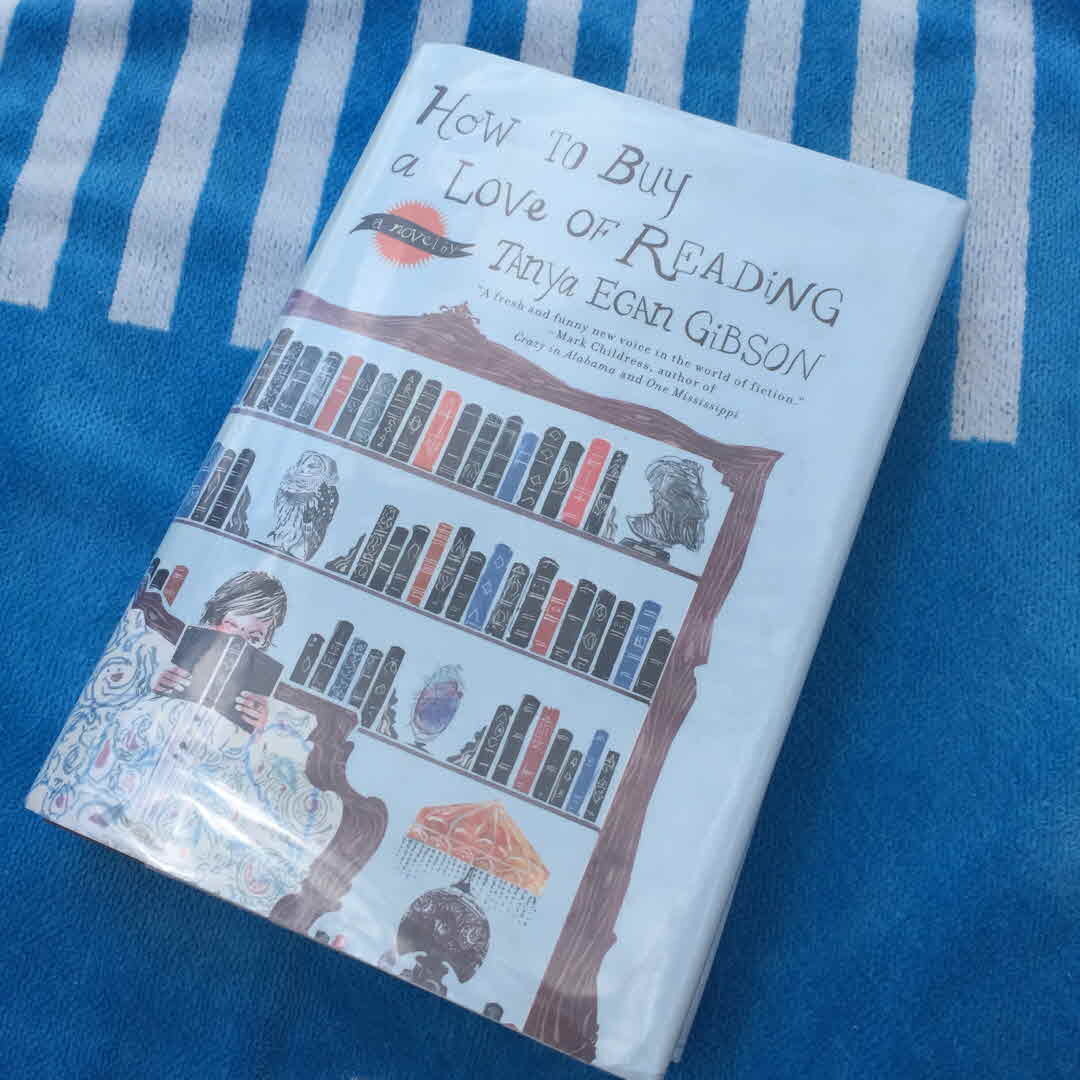 How to Buy
a Love of Reading
a novel by
Tanya Egan Gibson
"A fresh and funny new voice in the world of fiction."
—Mark Childress, author of
Crazy in Alabama and One Mississippi